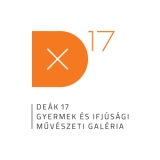 17
DEÁK 17
GYERMEK ÉS IFJÚSÁGI
MŰVÉSZETI GALÉRIA